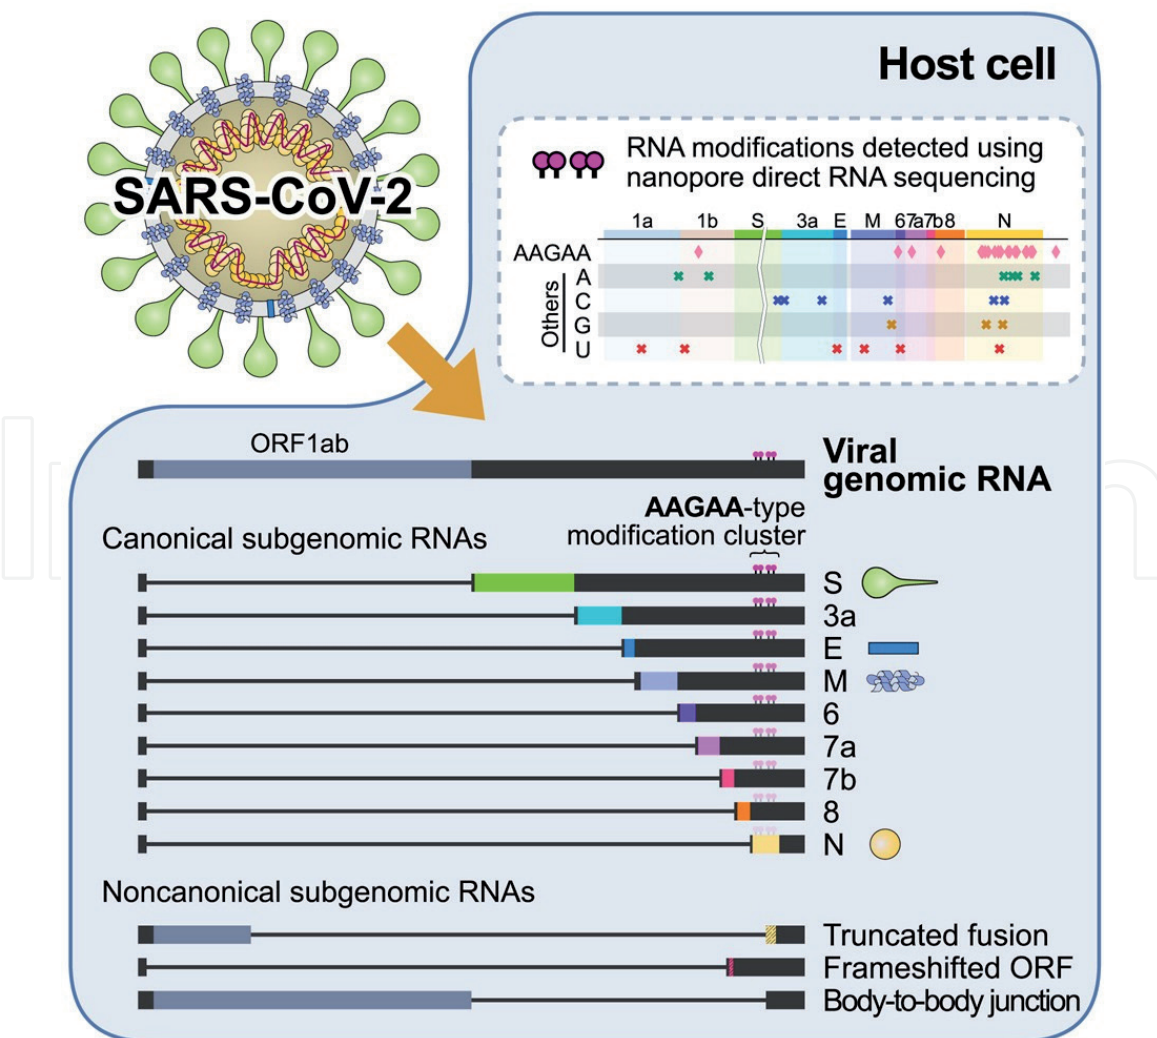 Host cell
SARS-CoV-2
RNA modifications detected using
nanopore direct RNA sequencing
1a 1b S 3a E M 6 7a 7b 8 N
AAGAA
Others
A
C
G
U
ORF1ab
Viral
genomic RNA
AAGAA-type
modification cluster
Canonical subgenomic RNAs
S
3a
E
M
6
7a
7b
8
N
Noncanonical subgenomic RNAs
Truncated fusion
Frameshifted ORF
Body-to-body junction